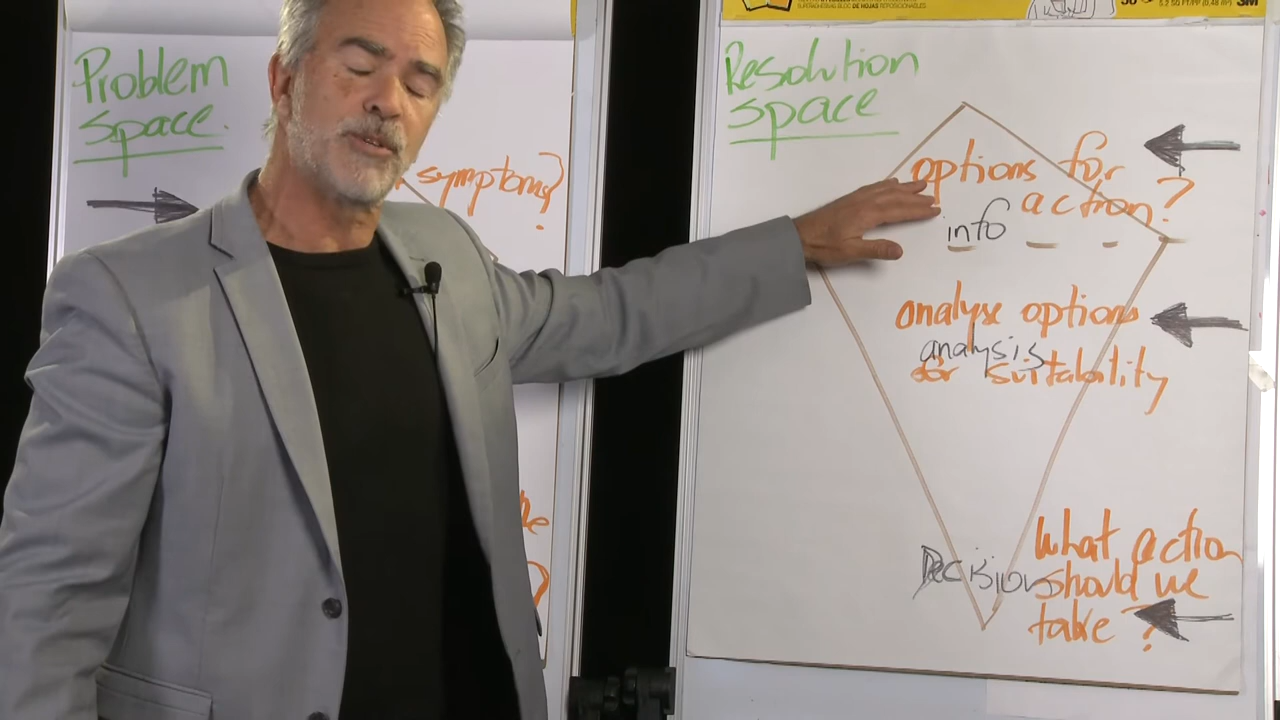 Problem
space.
symptoms?
Resolution
space
options for
action?
info
analyse options
analysis
for suitability
Decision
What action
should we
take?
3M